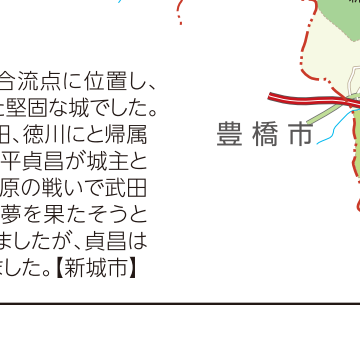 合流点に位置し、
堅固な城でした。
田、徳川にと帰属
平貞昌が城主と
原の戦いで武田
夢を果たそうと
ましたが、貞昌は
ました。【新城市】
豊橋市